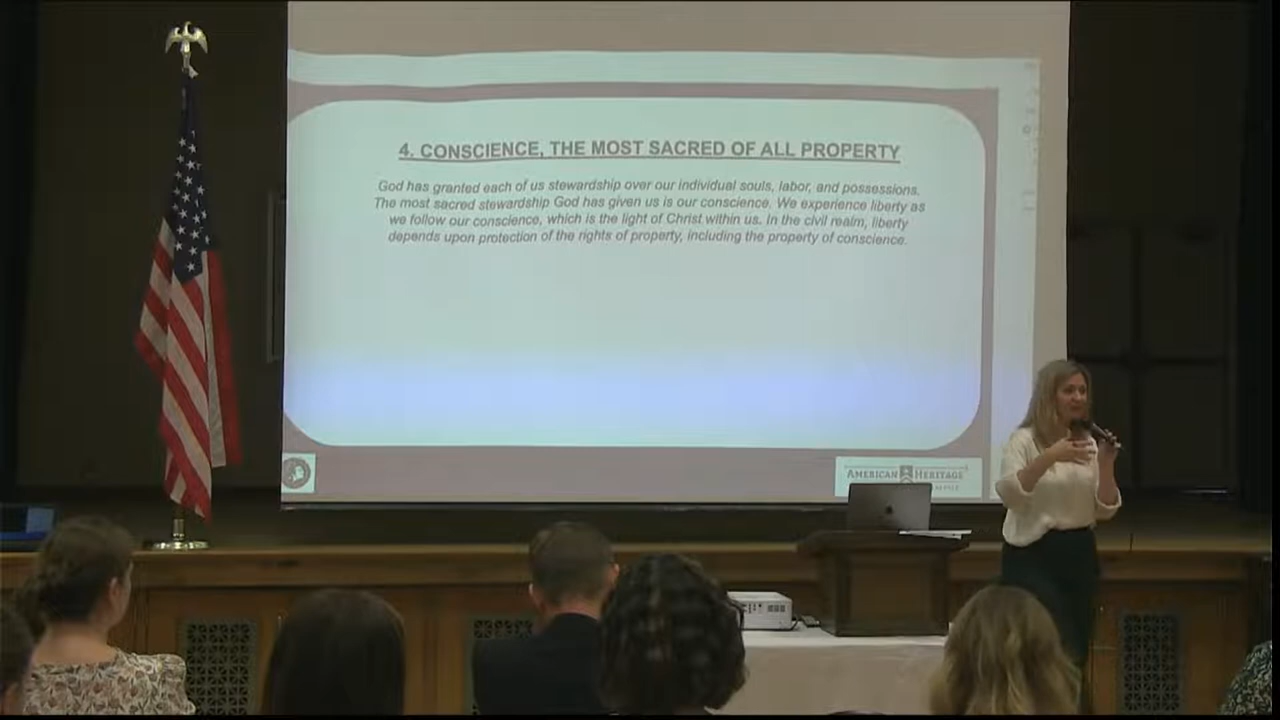 4. CONSCIENCE, THE MOST SACRED OF ALL PROPERTY
God has granted each of us stewardship over our individual souls, labor, and possessions.
The most sacred stewardship God has given us is our conscience. We experience liberty as
we follow our conscience, which is the light of Christ within us. In the civil realm, liberty
depends upon protection of the rights of property, including the property of conscience.
AMERICAN HERITAGE